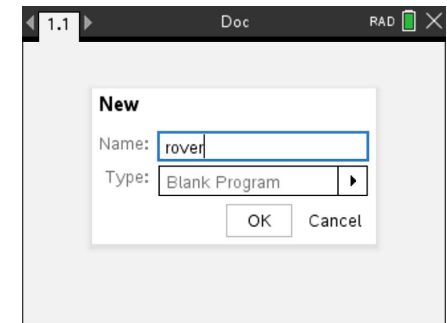 1.1 Doc RAD
New
Name: rover
Type: Blank Program
OK Cancel